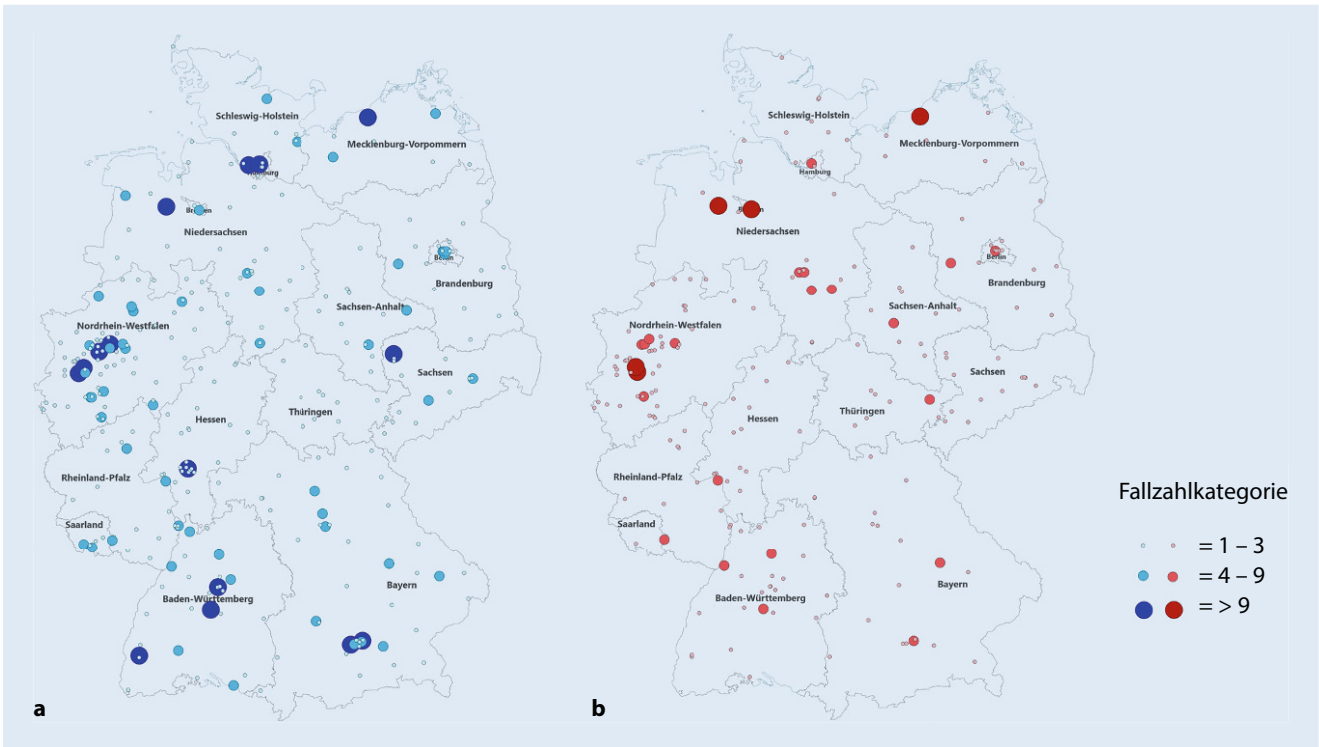 Schleswig-Holstein
Mecklenburg-Vorpommern
Niedersachsen
Berlin
Brandenburg
Sachsen-Anhalt
Nordrhein-Westfalen
Sachsen
Thüringen
Hessen
Rheinland-Pfalz
Saarland
Bayern
Baden-Württemberg
a
Schleswig-Holstein
Mecklenburg-Vorpommern
Hamburg
Niedersachsen
Berlin
Brandenburg
Sachsen-Anhalt
Nordrhein-Westfalen
Sachsen
Thüringen
Hessen
Rheinland-Pfalz
Saarland
Bayern
Baden-Württemberg
b
Fallzahlkategorie
= 1 – 3
= 4 – 9
= > 9